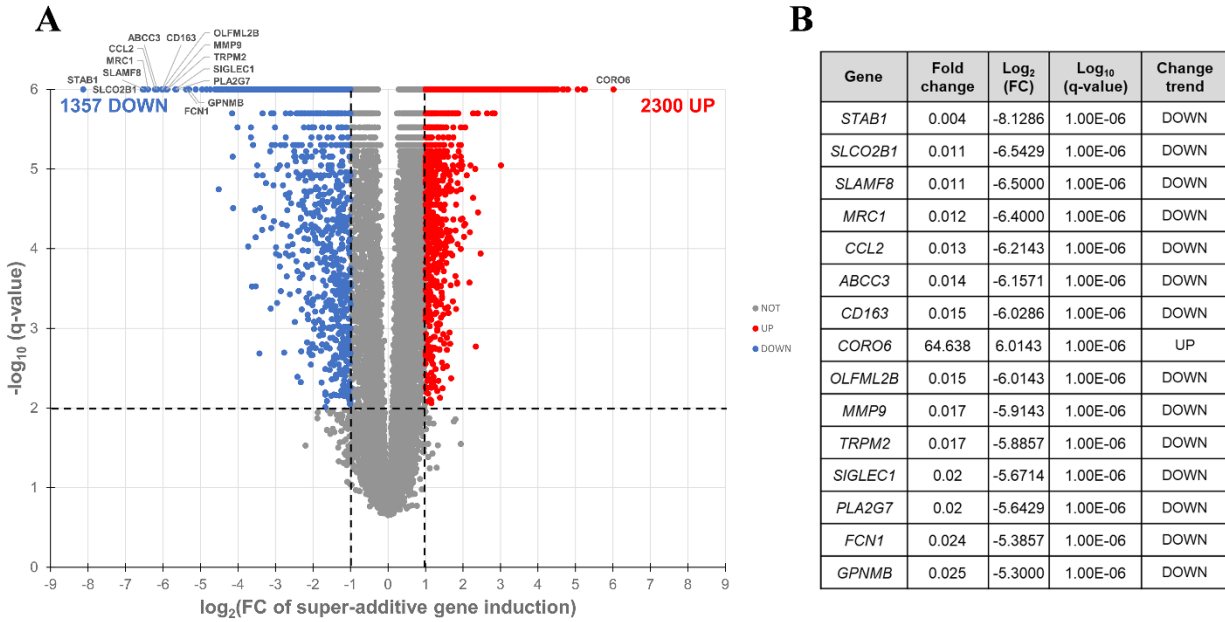 A
OLFML2B
ABCC3 CD163
MMP9
CCL2
TRPM2
MRC1
SIGLEC1
SLAMF8
PLA2G7
STAB1
SLCO2B1
GPNMB
FCN1
CORO6
1357 DOWN
2300 UP
6
5
4
3
2
1
0
-log10 (q-value)
-9 -8 -7 -6 -5 -4 -3 -2 -1 0 1 2 3 4 5 6 7 8 9
log2(FC of super-additive gene induction)
NOT
UP
DOWN
B
Gene Fold change Log2 (FC) Log10 (q-value) Change trend
STAB1 0.004 -8.1286 1.00E-06 DOWN
SLCO2B1 0.011 -6.5429 1.00E-06 DOWN
SLAMF8 0.011 -6.5000 1.00E-06 DOWN
MRC1 0.012 -6.4000 1.00E-06 DOWN
CCL2 0.013 -6.2143 1.00E-06 DOWN
ABCC3 0.014 -6.1571 1.00E-06 DOWN
CD163 0.015 -6.0286 1.00E-06 DOWN
CORO6 64.638 6.0143 1.00E-06 UP
OLFML2B 0.015 -6.0143 1.00E-06 DOWN
MMP9 0.017 -5.9143 1.00E-06 DOWN
TRPM2 0.017 -5.8857 1.00E-06 DOWN
SIGLEC1 0.02 -5.6714 1.00E-06 DOWN
PLA2G7 0.02 -5.6429 1.00E-06 DOWN
FCN1 0.024 -5.3857 1.00E-06 DOWN
GPNMB 0.025 -5.3000 1.00E-06 DOWN